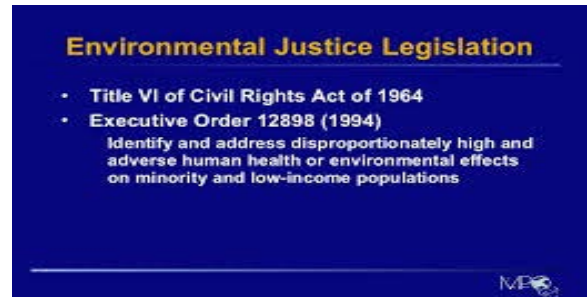 Environmental Justice Legislation
• Title VI of Civil Rights Act of 1964
• Executive Order 12898 (1994)
Identify and address disproportionately high and
adverse human health or environmental effects
on minority and low-income populations
MPO